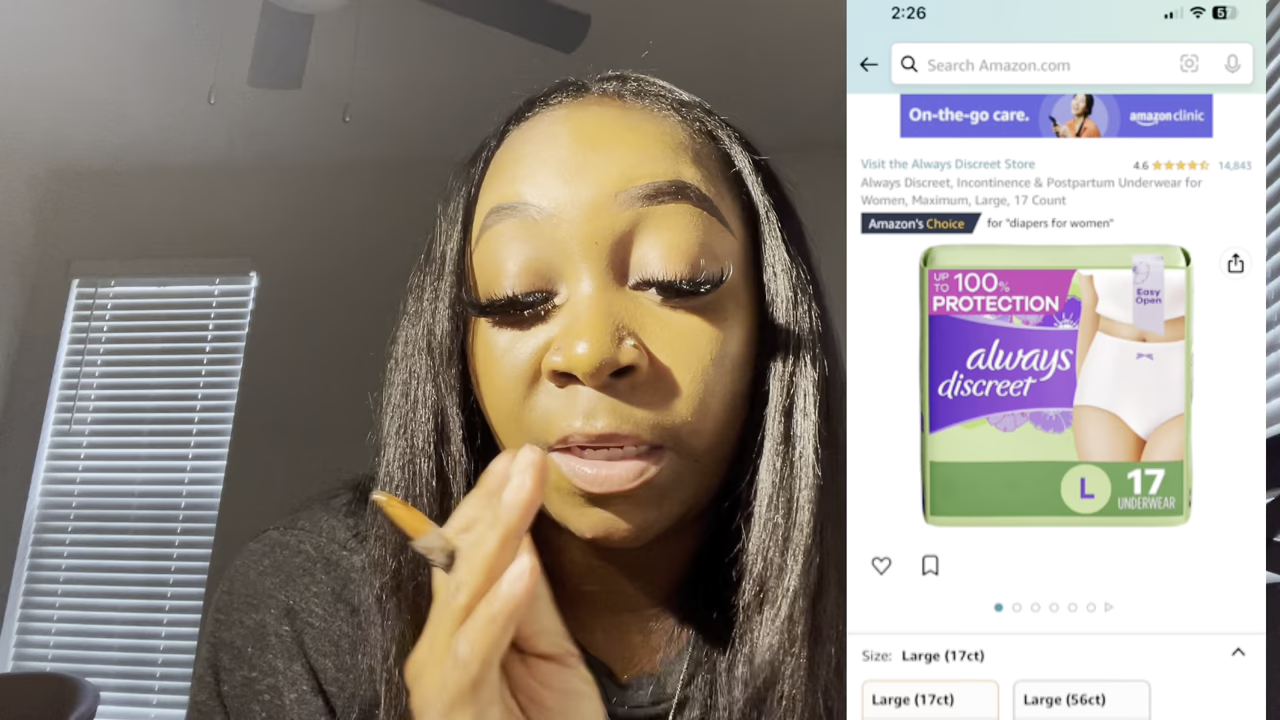 2:26
5
Search Amazon.com
On-the-go care.
amazon clinic
Visit the Always Discreet Store
4.6
14,843
Always Discreet, Incontinence & Postpartum Underwear for
Women, Maximum, Large, 17 Count
Amazon's Choice
for "diapers for women"
UP TO 100% PROTECTION
Easy
Open
always
discreet
L
17
UNDERWEAR
Size: Large (17ct)
Large (17ct)
Large (56ct)